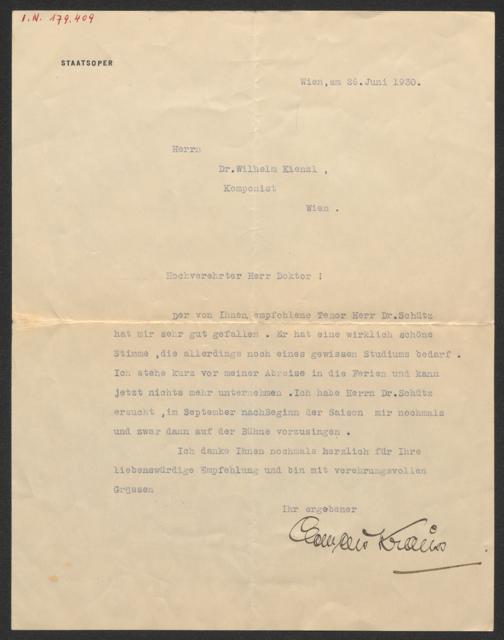 I.N. 179.409
STAATSOPER
Wien,am 26.Juni 1930.
Herrn
Dr.Wilhelm Kienzl ,
Komponist
Wien .
Hochverehrter Herr Doktor !
Der von Ihnen empfohlene Tenor Herr Dr.Schütz
hat mir sehr gut gefallen . Er hat eine wirklich schöne
Stimme ,die allerdings noch eines gewissen Studiums bedarf .
Ich stehe kurz vor meiner Abreise in die Ferien und kann
jetzt nichts mehr unternehmen .Ich habe Herrn Dr.Schütz
ersucht ,im September nachBeginn der Saison mir nochmals
und zwar dann auf der Bühne vorzusingen .
Ich danke Ihnen nochmals herzlich für Ihre
liebenswürdige Empfehlung und bin mit verehrungsvollen
Grüssen
Ihr ergebener
Clemens Krauss